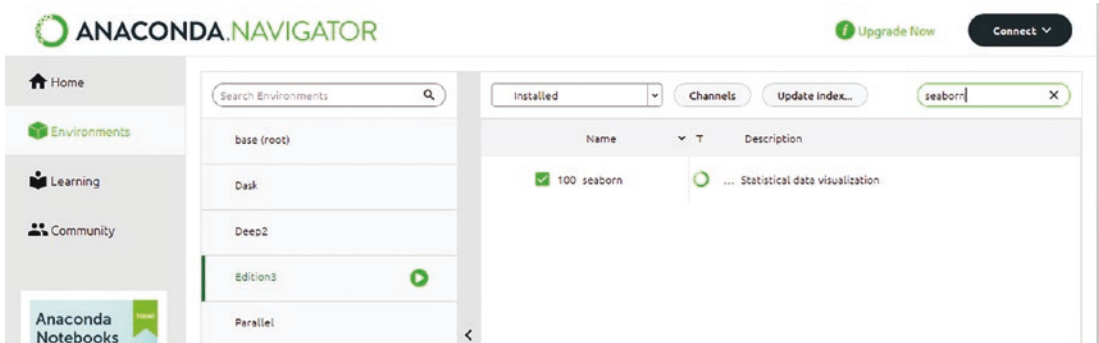 ANACONDA.NAVIGATOR
Upgrade Now
Connect
Home
Environments
Learning
Community
Anaconda
Notebooks
New!
Search Environments
base (root)
Dask
Deep2
Edition3
Parallel
Installed
Channels
Update index...
seaborn
Name
T
Description
100 seaborn
... Statistical data visualization